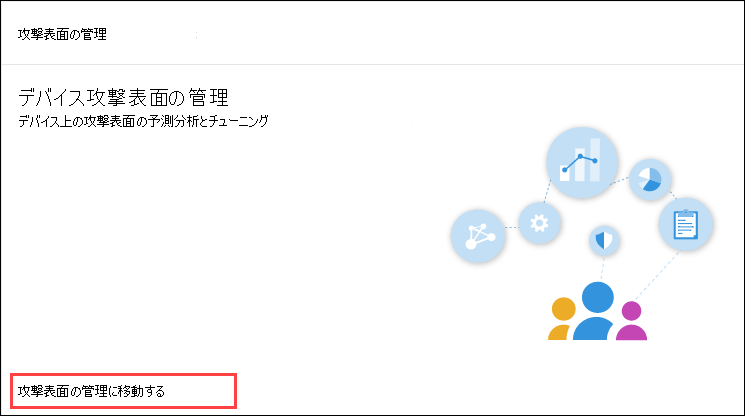 攻撃表面の管理
デバイス攻撃表面の管理
デバイス上の攻撃表面の予測分析とチューニング
攻撃表面の管理に移動する